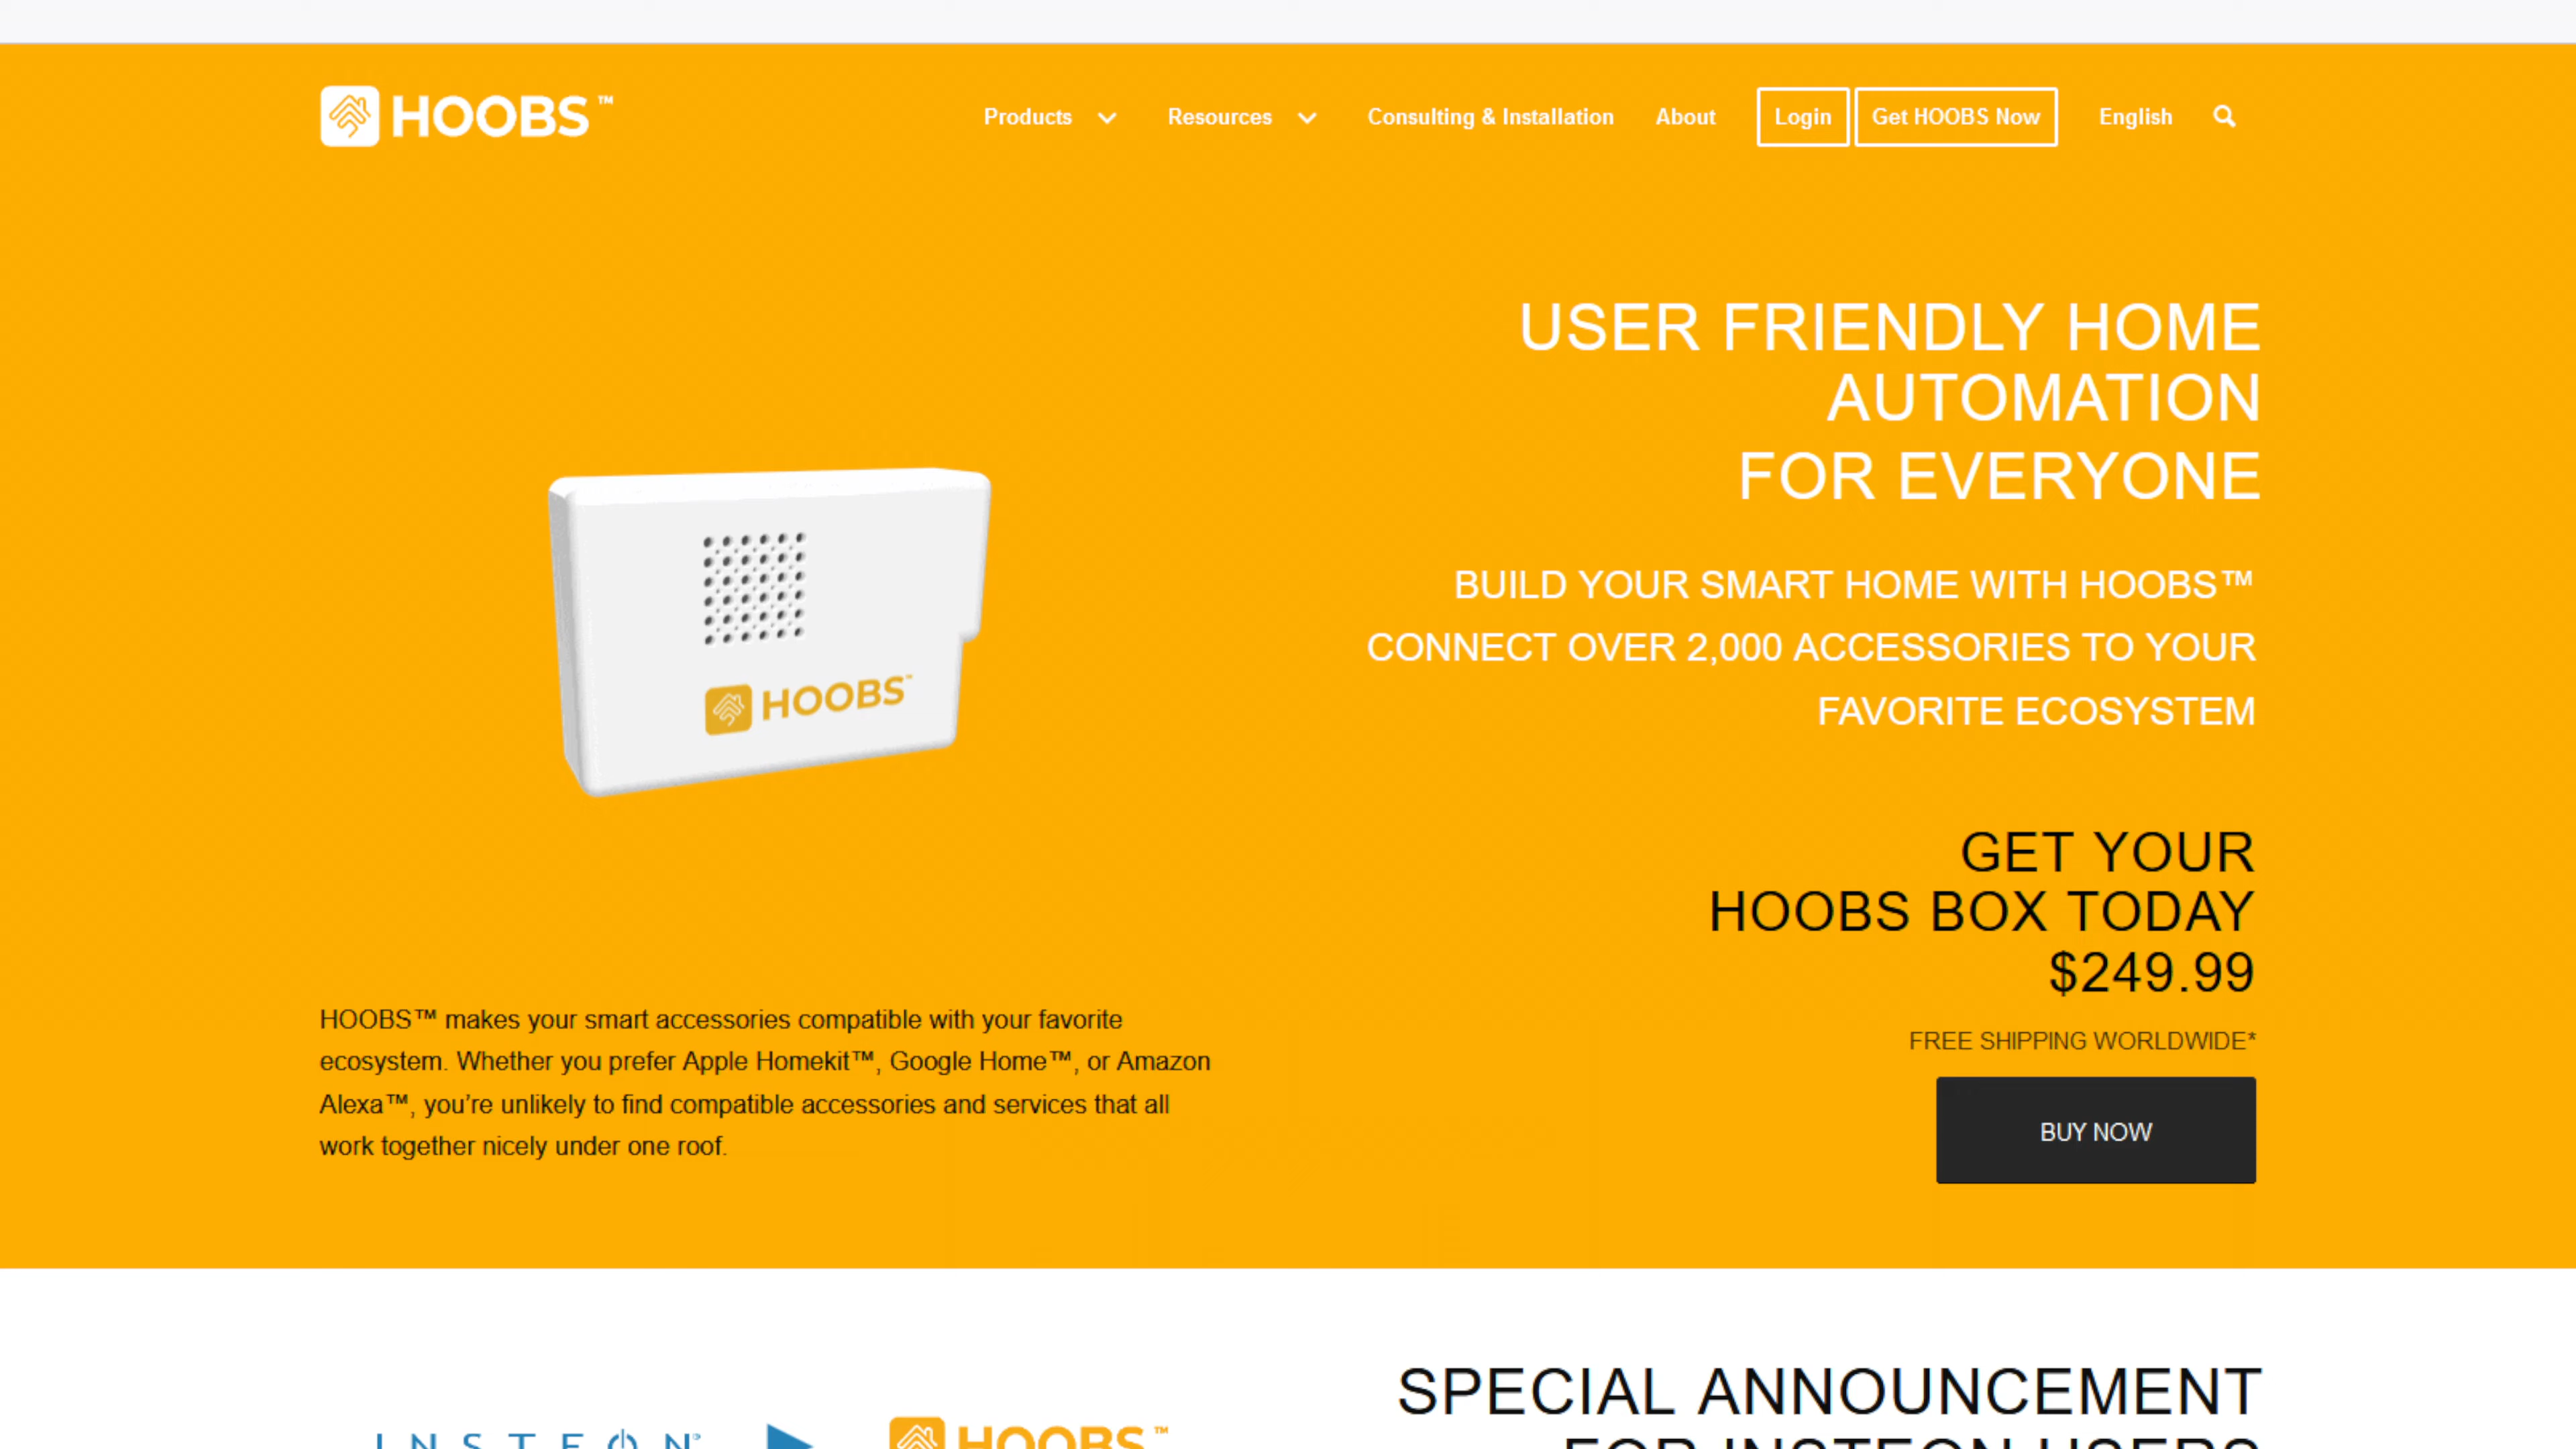 HOOBS™
Products
Resources
Consulting & Installation
About
Login
Get HOOBS Now
English
USER FRIENDLY HOME
AUTOMATION
FOR EVERYONE
BUILD YOUR SMART HOME WITH HOOBS™
CONNECT OVER 2,000 ACCESSORIES TO YOUR
FAVORITE ECOSYSTEM
HOOBS™
GET YOUR
HOOBS BOX TODAY
$249.99
FREE SHIPPING WORLDWIDE*
BUY NOW
HOOBS™ makes your smart accessories compatible with your favorite
ecosystem. Whether you prefer Apple Homekit™, Google Home™, or Amazon
Alexa™, you're unlikely to find compatible accessories and services that all
work together nicely under one roof.
INSTEON®
HOOBS™
SPECIAL ANNOUNCEMENT
FOR INSTEON USERS